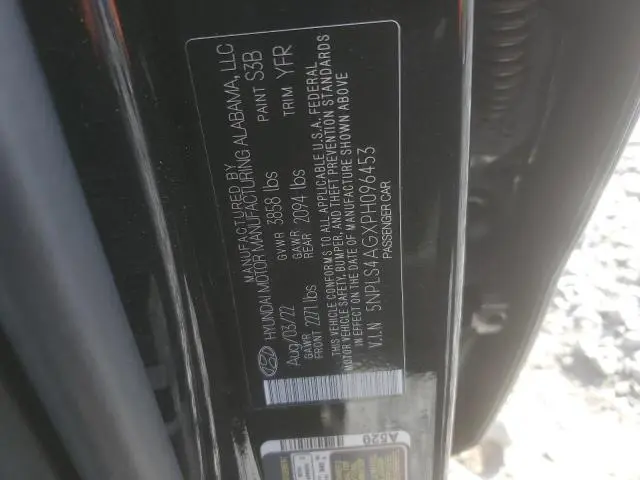 MANUFACTURED BY
HYUNDAI MOTOR MANUFACTURING ALABAMA, LLC
Aug/03/22 GVWR 3858 lbs PAINT S3B
GAWR FRONT 2271 lbs GAWR REAR 2094 lbs TRIM YFR
THIS VEHICLE CONFORMS TO ALL APPLICABLE U.S.A. FEDERAL
MOTOR VEHICLE SAFETY, BUMPER, AND THEFT PREVENTION STANDARDS
IN EFFECT ON THE DATE OF MANUFACTURE SHOWN ABOVE
V.I.N 5NPLS4AGXPH096453
PASSENGER CAR
A520